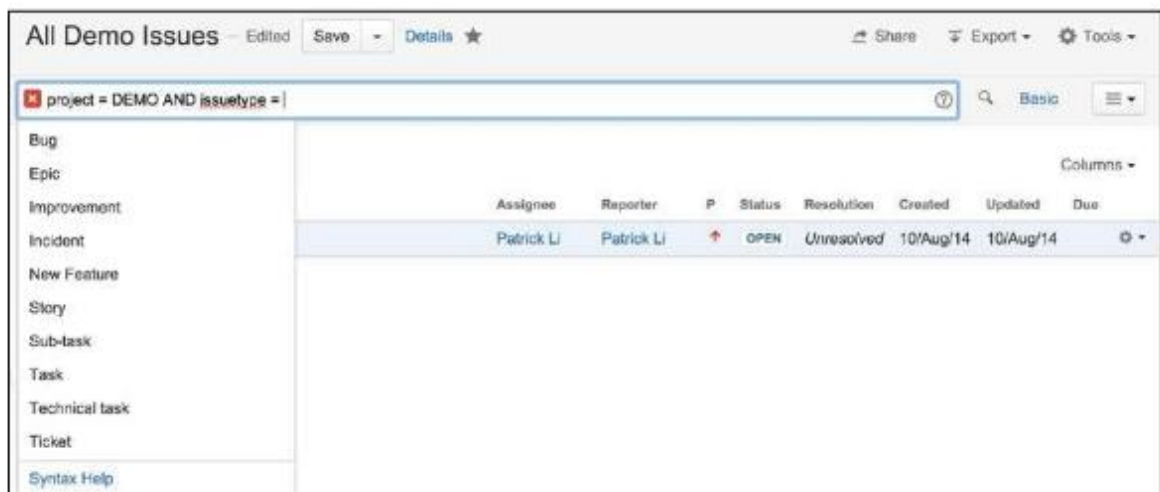 All Demo Issues – Edited Save Details Share Export Tools
project = DEMO AND issuetype = Basic
Bug
Epic
Columns
Improvement Assignee Reporter P Status Resolution Created Updated Due
Incident Patrick Li Patrick Li OPEN Unresolved 10/Aug/14 10/Aug/14
New Feature
Story
Sub-task
Task
Technical task
Ticket
Syntax Help